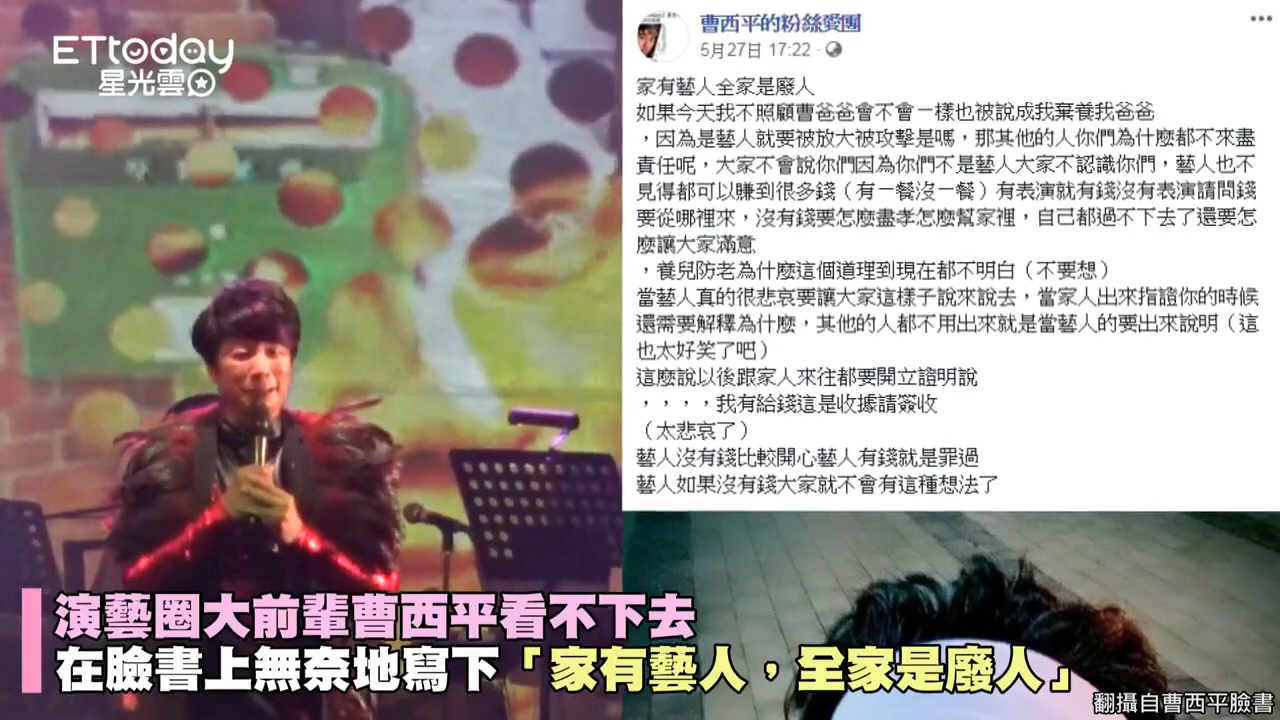 ETtoday
星光雲
曹西平的粉絲愛團
5月27日 17:22
家有藝人全家是廢人
如果今天我不照顧曹爸爸會不會一樣也被說成我棄養我爸爸
，因為是藝人就要被放大被攻擊是嗎，那其他的人你們為什麼都不來盡
責任呢，大家不會說你們因為你們不是藝人大家不認識你們，藝人也不
見得都可以賺到很多錢（有一餐沒一餐）有表演就有錢沒有表演請問錢
要從哪裡來，沒有錢要怎麼盡孝怎麼幫家裡，自己都過不下去了還要怎
麼讓大家滿意
，養兒防老為什麼這個道理到現在都不明白（不要想）
當藝人真的很悲哀要讓大家這樣子說來說去，當家人出來指證你的時候
還需要解釋為什麼，其他的人都不用出來就是當藝人的要出來說明（這
也太好笑了吧）
這麼說以後跟家人來往都要開立證明說
，，，，我有給錢這是收據請簽收
（太悲哀了）
藝人沒有錢比較開心藝人有錢就是罪過
藝人如果沒有錢大家就不會有這種想法了
演藝圈大前輩曹西平看不下去
在臉書上無奈地寫下「家有藝人，全家是廢人」
翻攝自曹西平臉書